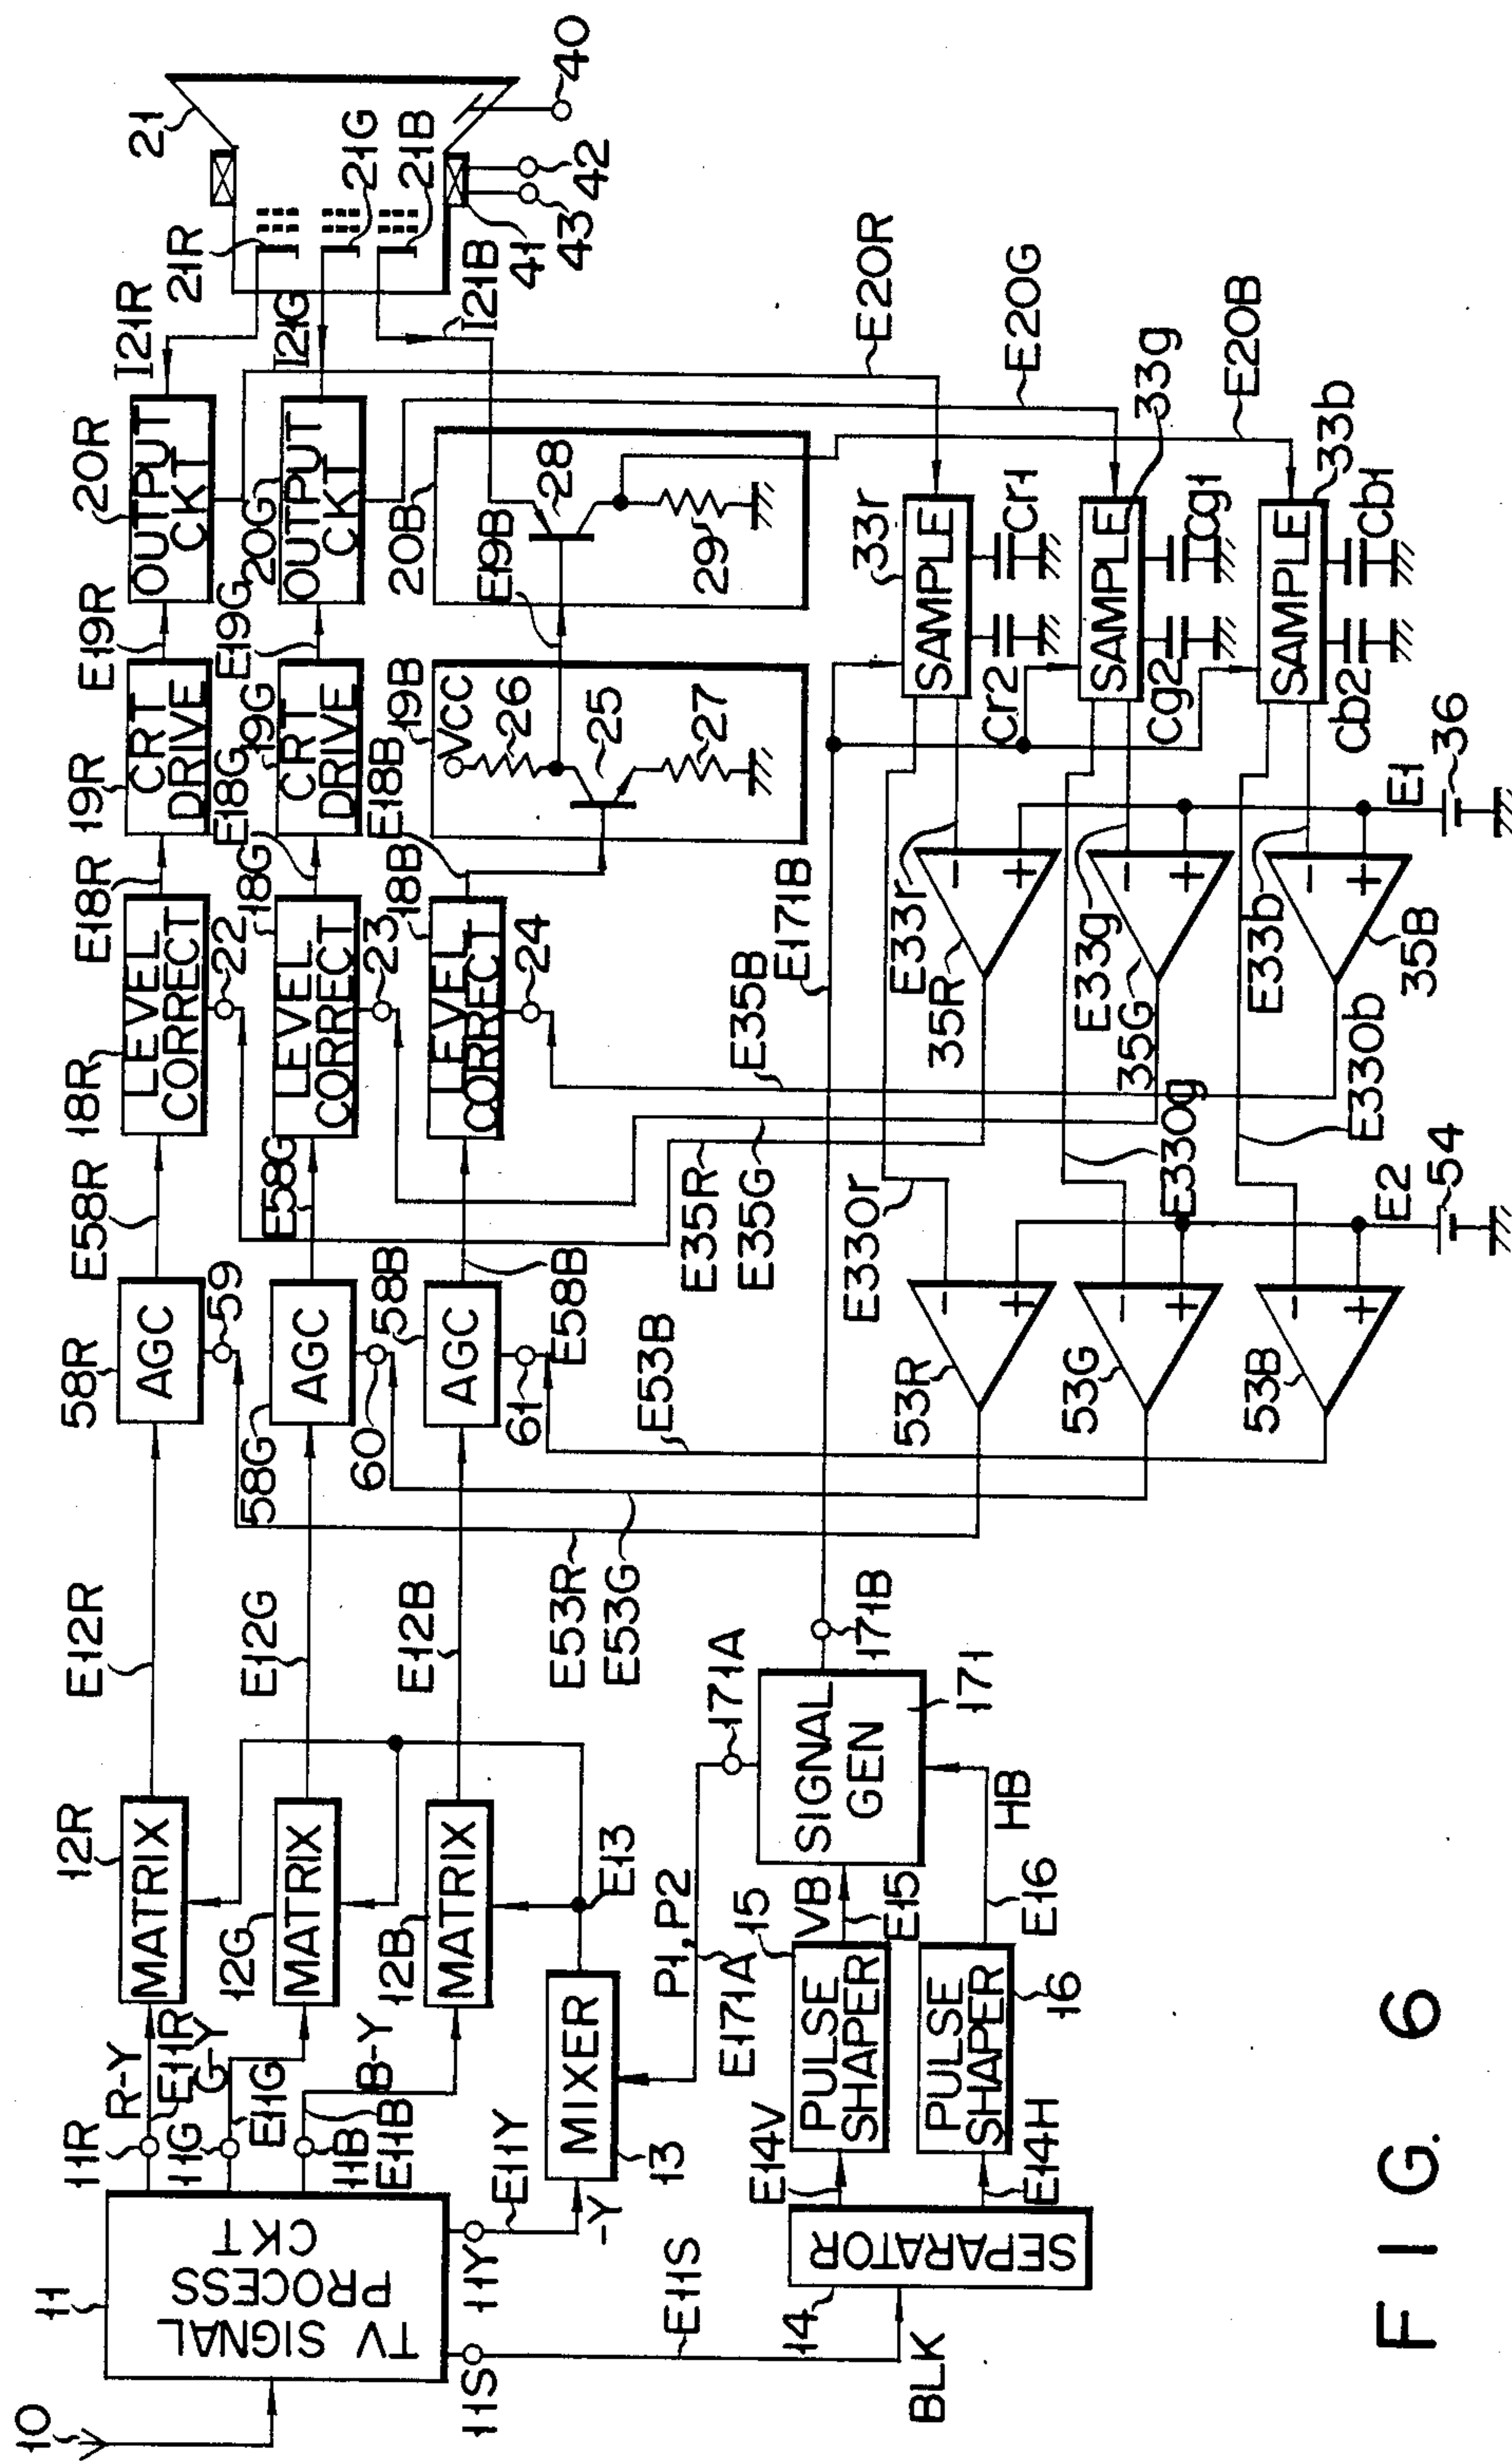 10
11
TV SIGNAL
PROCESS
CKT
11R
R-Y
E11R
11G
G-Y
E11G
11B
B-Y
E11B
11Y
E11Y
-Y
11S
E11S
BLK
12R
MATRIX
12G
MATRIX
12B
MATRIX
MIXER
13
E13
E12R
E12G
E12B
58R
AGC
59
58G
AGC
60
58B
AGC
61
E58R
E58G
E58B
18R
LEVEL
CORRECT
22
18G
LEVEL
CORRECT
23
18B
LEVEL
CORRECT
24
E18R
E18G
E18B
19R
CRT
DRIVE
19G
CRT
DRIVE
19B
VCC
26
25
27
E19R
E19G
E19B
20R
OUTPUT
CKT
20G
OUTPUT
CKT
20B
28
29
I21R
I21G
I21B
21R
21
21G
21B
41
43
42
40
E20R
E20G
E20B
14
SEPARATOR
E14V
E14H
PULSE
SHAPER
15
PULSE
SHAPER
16
VB
E15
E16
HB
P1,P2
E171A
171A
SIGNAL
GEN
171
171B
E171B
E53R
E53G
E53B
E35R
E35G
E35B
33r
SAMPLE
Cr2
Cr1
33g
SAMPLE
Cg2
Cg1
33b
SAMPLE
Cb2
Cb1
E33r
35R
-
+
E33g
35G
-
+
E33b
35B
-
+
E1
36
E330r
53R
-
+
E330g
53G
-
+
E330b
53B
-
+
E2
54
FIG. 6